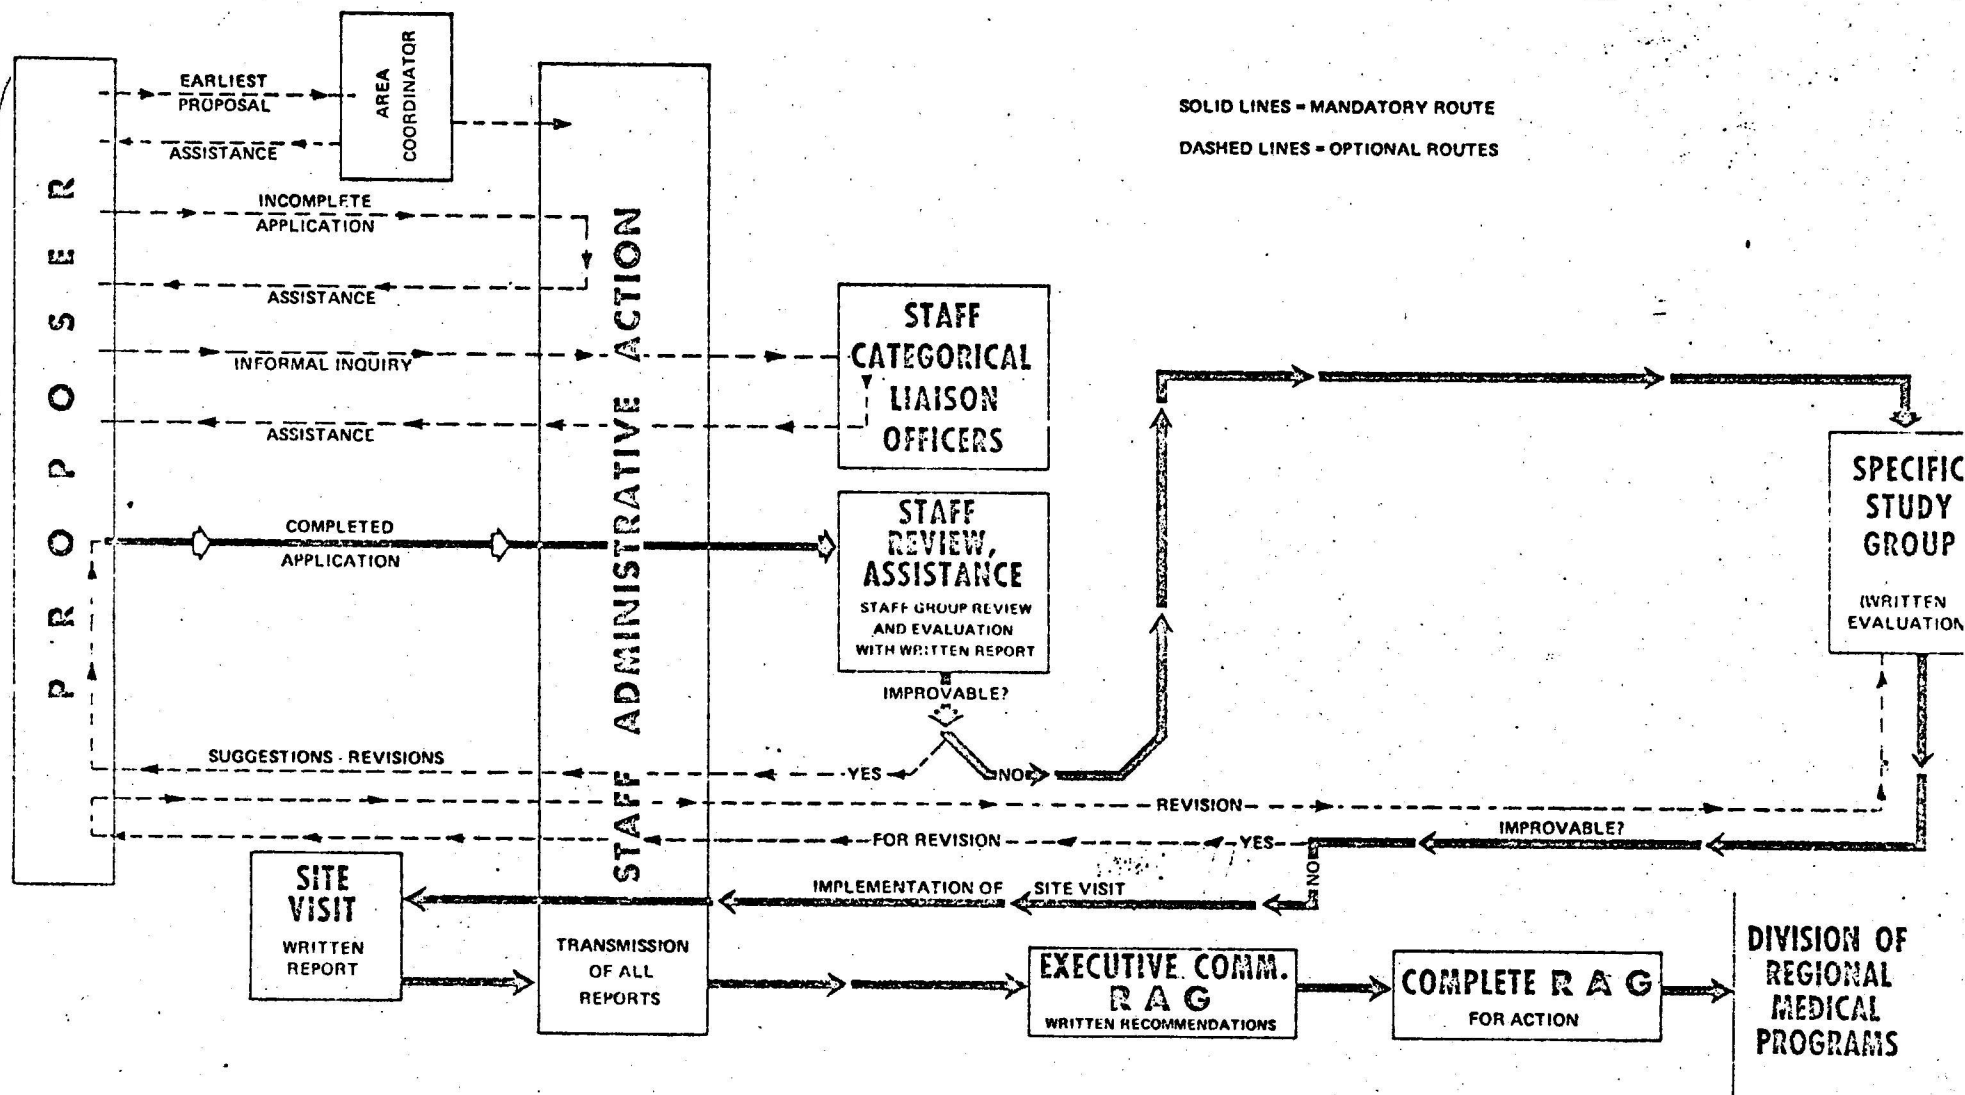 EARLIEST
PROPOSAL
ASSISTANCE
AREA
COORDINATOR
INCOMPLETE
APPLICATION
ASSISTANCE
INFORMAL INQUIRY
ASSISTANCE
PROPOSER
COMPLETED
APPLICATION
STAFF ADMINISTRATIVE ACTION
SOLID LINES = MANDATORY ROUTE
DASHED LINES = OPTIONAL ROUTES
STAFF
CATEGORICAL
LIAISON
OFFICERS
STAFF
REVIEW,
ASSISTANCE
STAFF GROUP REVIEW
AND EVALUATION
WITH WRITTEN REPORT
IMPROVABLE?
SPECIFIC
STUDY
GROUP
(WRITTEN
EVALUATION
SUGGESTIONS - REVISIONS
YES
NO
REVISION
FOR REVISION
YES
IMPROVABLE?
NO
IMPLEMENTATION OF SITE VISIT
SITE
VISIT
WRITTEN
REPORT
TRANSMISSION
OF ALL
REPORTS
EXECUTIVE COMM.
R A G
WRITTEN RECOMMENDATIONS
COMPLETE R A G
FOR ACTION
DIVISION OF
REGIONAL
MEDICAL
PROGRAMS